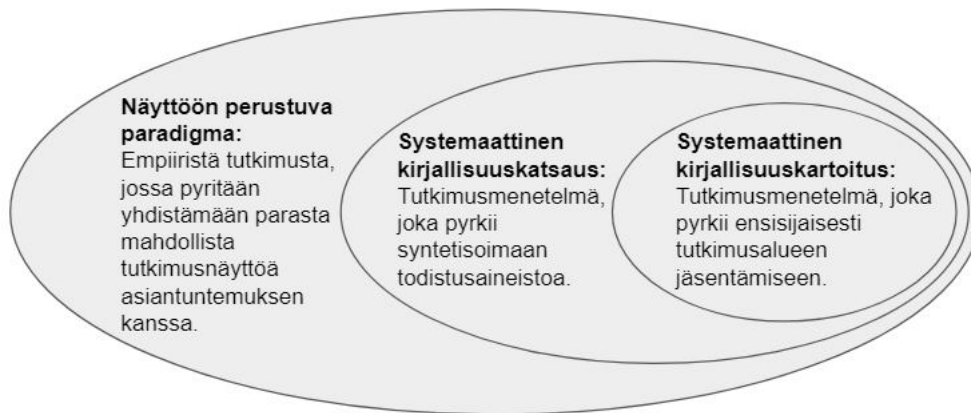 Näyttöön perustuva
paradigma:
Empiiristä tutkimusta,
jossa pyritään
yhdistämään parasta
mahdollista
tutkimusnäyttöä
asiantuntemuksen
kanssa.
Systemaattinen
kirjallisuuskatsaus:
Tutkimusmenetelmä,
joka pyrkii
syntetisoimaan
todistusaineistoa.
Systemaattinen
kirjallisuuskartoitus:
Tutkimusmenetelmä, joka
pyrkii ensisijaisesti
tutkimusalueen
jäsentämiseen.